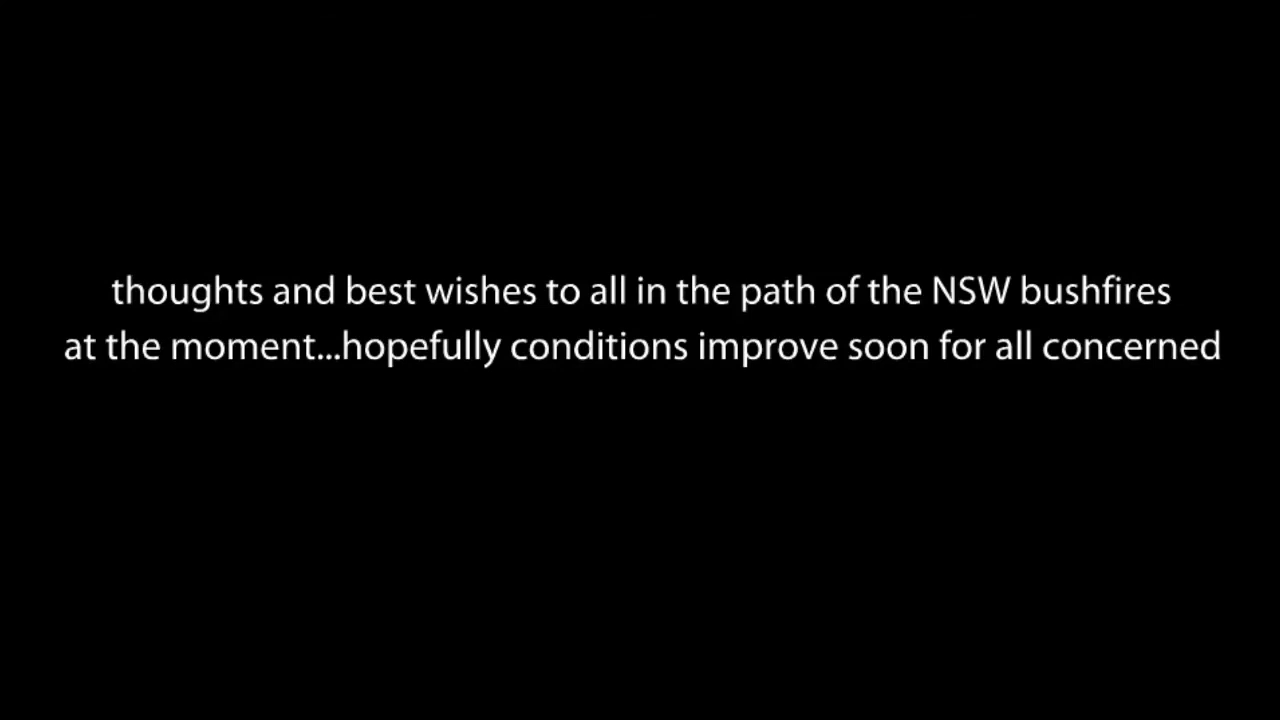 thoughts and best wishes to all in the path of the NSW bushfires
at the moment...hopefully conditions improve soon for all concerned